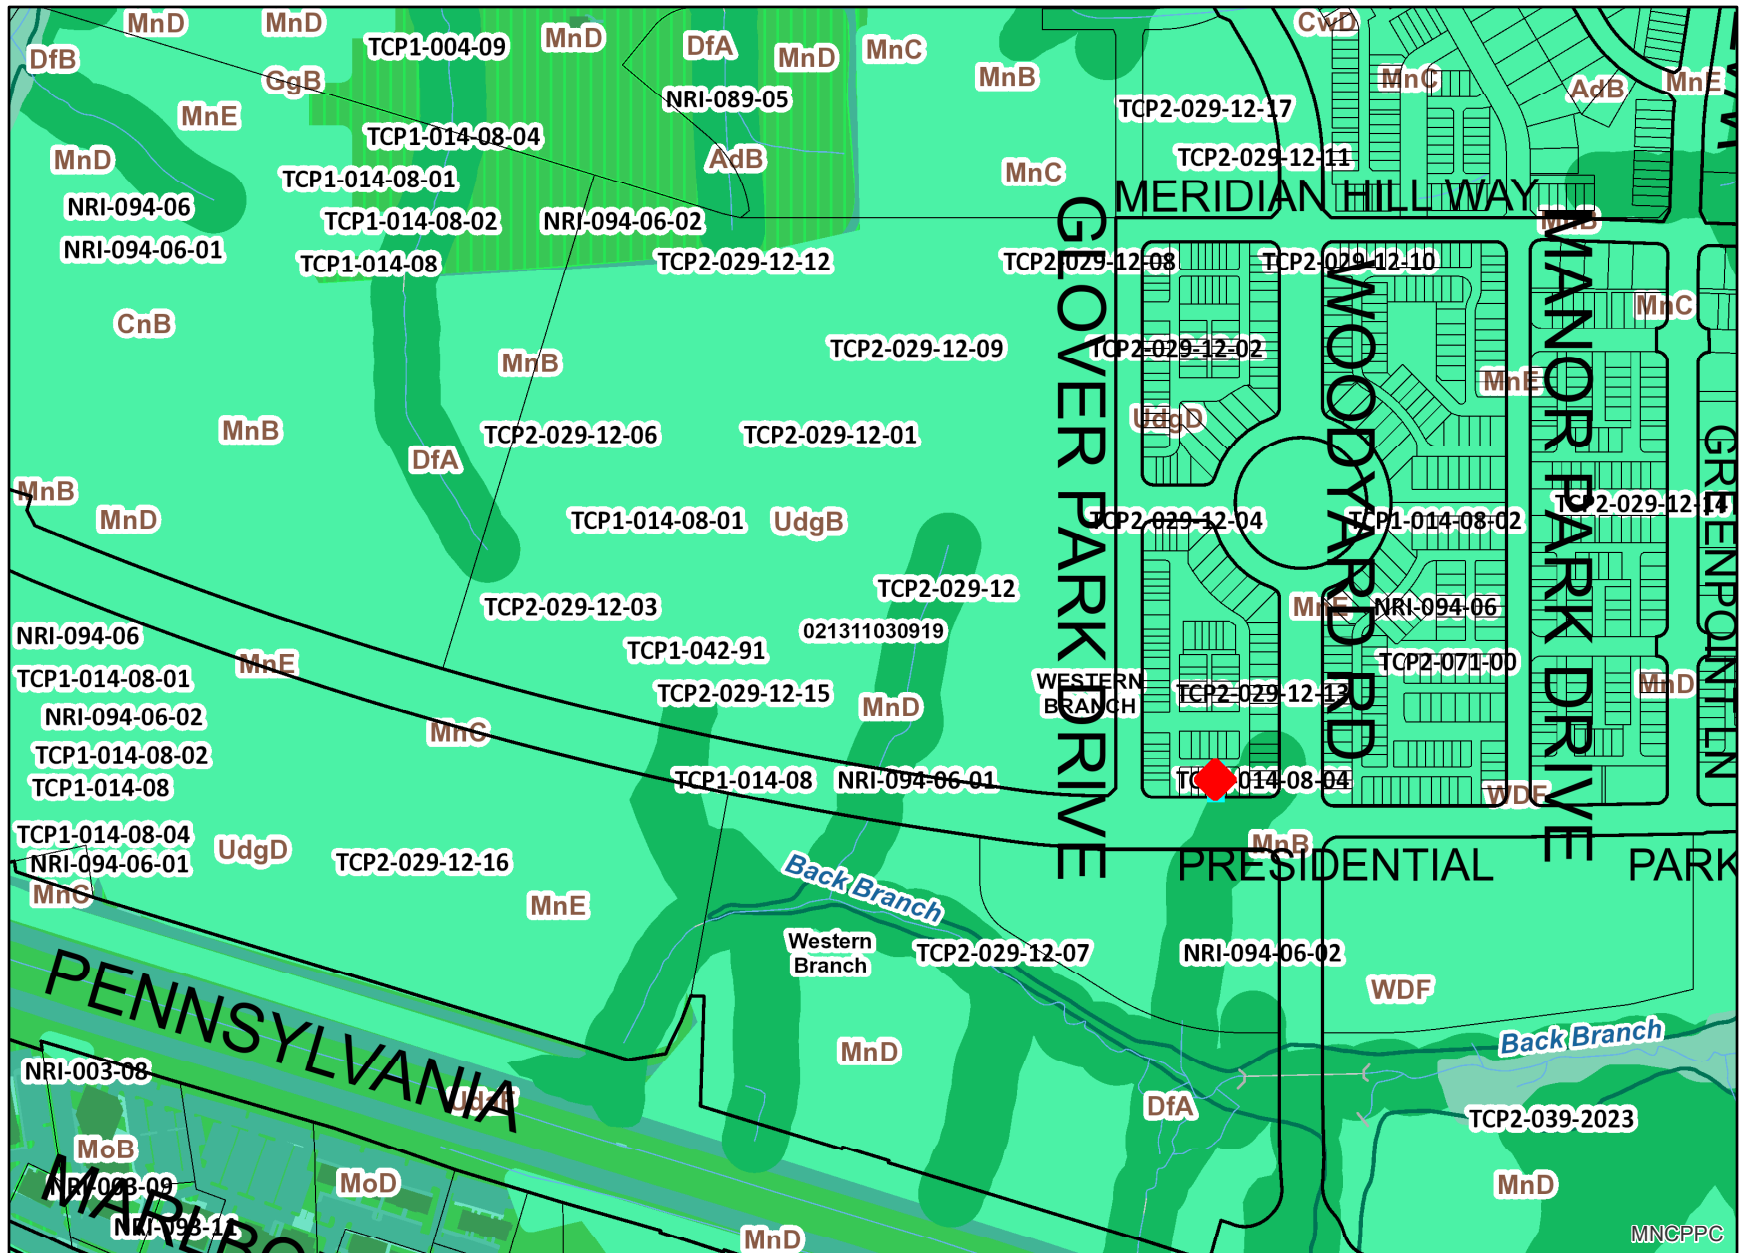 MnD
MnD
TCP1-004-09
MnD
DfA
MnD
MnC
CwD
DfB
GgB
MnB
MnC
AdB
MnE
MnE
NRI-089-05
TCP2-029-12-17
TCP1-014-08-04
MnD
AdB
TCP2-029-12-11
TCP1-014-08-01
MnC
MERIDIAN HILL WAY
NRI-094-06
TCP1-014-08-02
NRI-094-06-02
MnB
NRI-094-06-01
TCP1-014-08
TCP2-029-12-12
TCP2-029-12-08
TCP2-029-12-10
GLOVER PARK DRIVE
WOODYARD RD
MANOR PARK DRIVE
GREENPOINT LN
CnB
MnC
TCP2-029-12-09
TCP2-029-12-02
MnB
MnE
MnB
UdgD
TCP2-029-12-06
TCP2-029-12-01
DfA
MnB
MnD
TCP1-014-08-01
UdgB
TCP2-029-12-04
TCP1-014-08-02
TCP2-029-12-14
TCP2-029-12
TCP2-029-12-03
MnE
NRI-094-06
NRI-094-06
021311030919
TCP1-042-91
MnE
TCP2-071-00
TCP1-014-08-01
WESTERN
BRANCH
TCP2-029-12-15
TCP2-029-12-13
MnD
MnD
NRI-094-06-02
MnC
TCP1-014-08-02
TCP1-014-08
TCP1-014-08
NRI-094-06-01
014-08-04
WDF
TCP1-014-08-04
NRI-094-06-01
UdgD
TCP2-029-12-16
MnB
PRESIDENTIAL
PARK
MnC
MnE
Back Branch
Western
Branch
TCP2-029-12-07
NRI-094-06-02
WDF
PENNSYLVANIA
Back Branch
MnD
NRI-003-08
DfA
TCP2-039-2023
MoB
MoD
MnD
MnD
MNCPPC